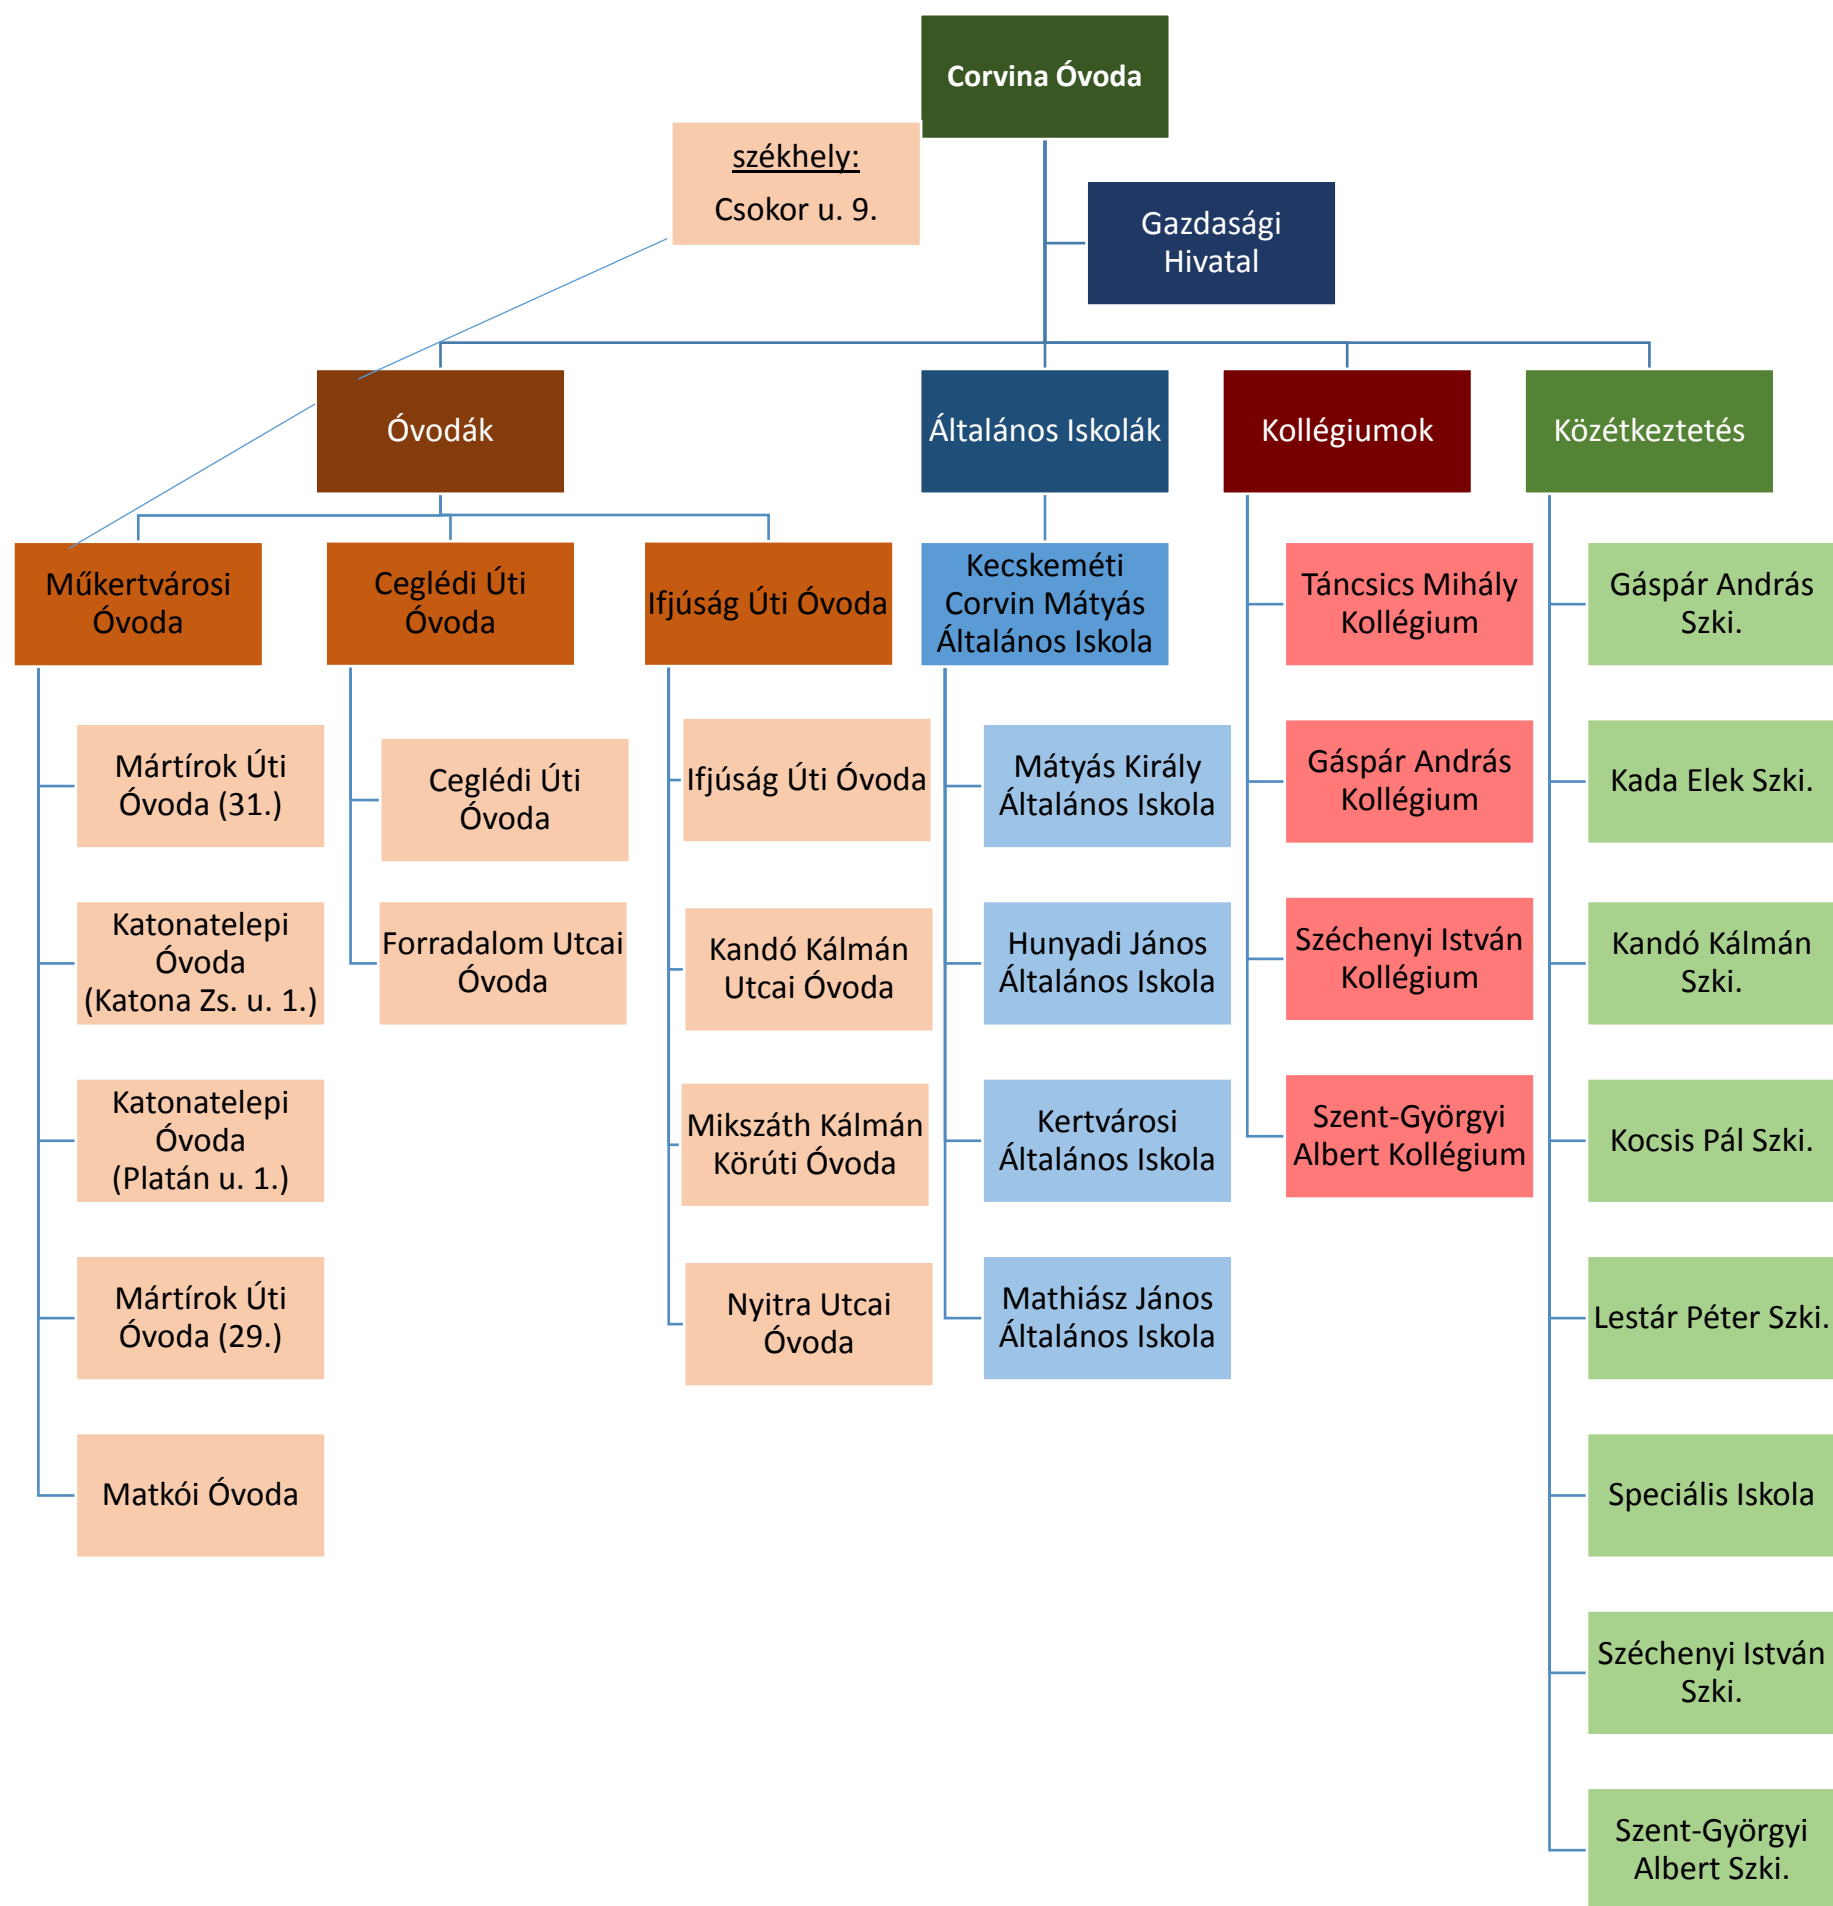 Corvina Óvoda
székhely:
Csokor u. 9.
Gazdasági
Hivatal
Óvodák
Általános Iskolák
Kollégiumok
Közétkeztetés
Műkertvárosi
Óvoda
Ceglédi Úti
Óvoda
Ifjúság Úti Óvoda
Kecskeméti
Corvin Mátyás
Általános Iskola
Táncsics Mihály
Kollégium
Gáspár András
Szki.
Mártírok Úti
Óvoda (31.)
Ceglédi Úti
Óvoda
Ifjúság Úti Óvoda
Mátyás Király
Általános Iskola
Gáspár András
Kollégium
Kada Elek Szki.
Katonatelepi
Óvoda
(Katona Zs. u. 1.)
Forradalom Utcai
Óvoda
Kandó Kálmán
Utcai Óvoda
Hunyadi János
Általános Iskola
Széchenyi István
Kollégium
Kandó Kálmán
Szki.
Katonatelepi
Óvoda
(Platán u. 1.)
Mikszáth Kálmán
Körúti Óvoda
Kertvárosi
Általános Iskola
Szent-Györgyi
Albert Kollégium
Kocsis Pál Szki.
Mártírok Úti
Óvoda (29.)
Nyitra Utcai
Óvoda
Mathiász János
Általános Iskola
Lestár Péter Szki.
Matkói Óvoda
Speciális Iskola
Széchenyi István
Szki.
Szent-Györgyi
Albert Szki.